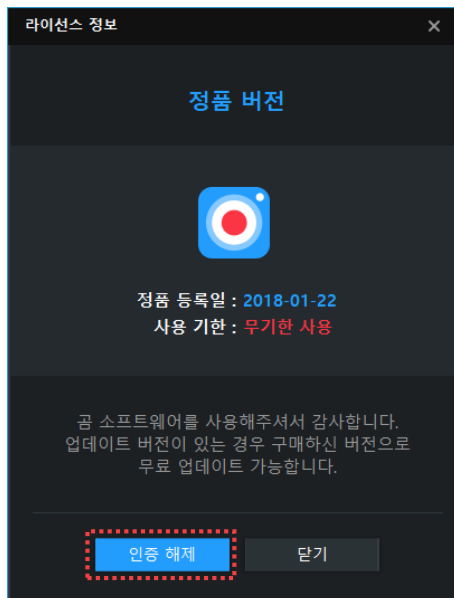 라이선스 정보
정품 버전
정품 등록일 : 2018-01-22
사용 기한 : 무기한 사용
곰 소프트웨어를 사용해주셔서 감사합니다.
업데이트 버전이 있는 경우 구매하신 버전으로
무료 업데이트 가능합니다.
인증 해제
닫기